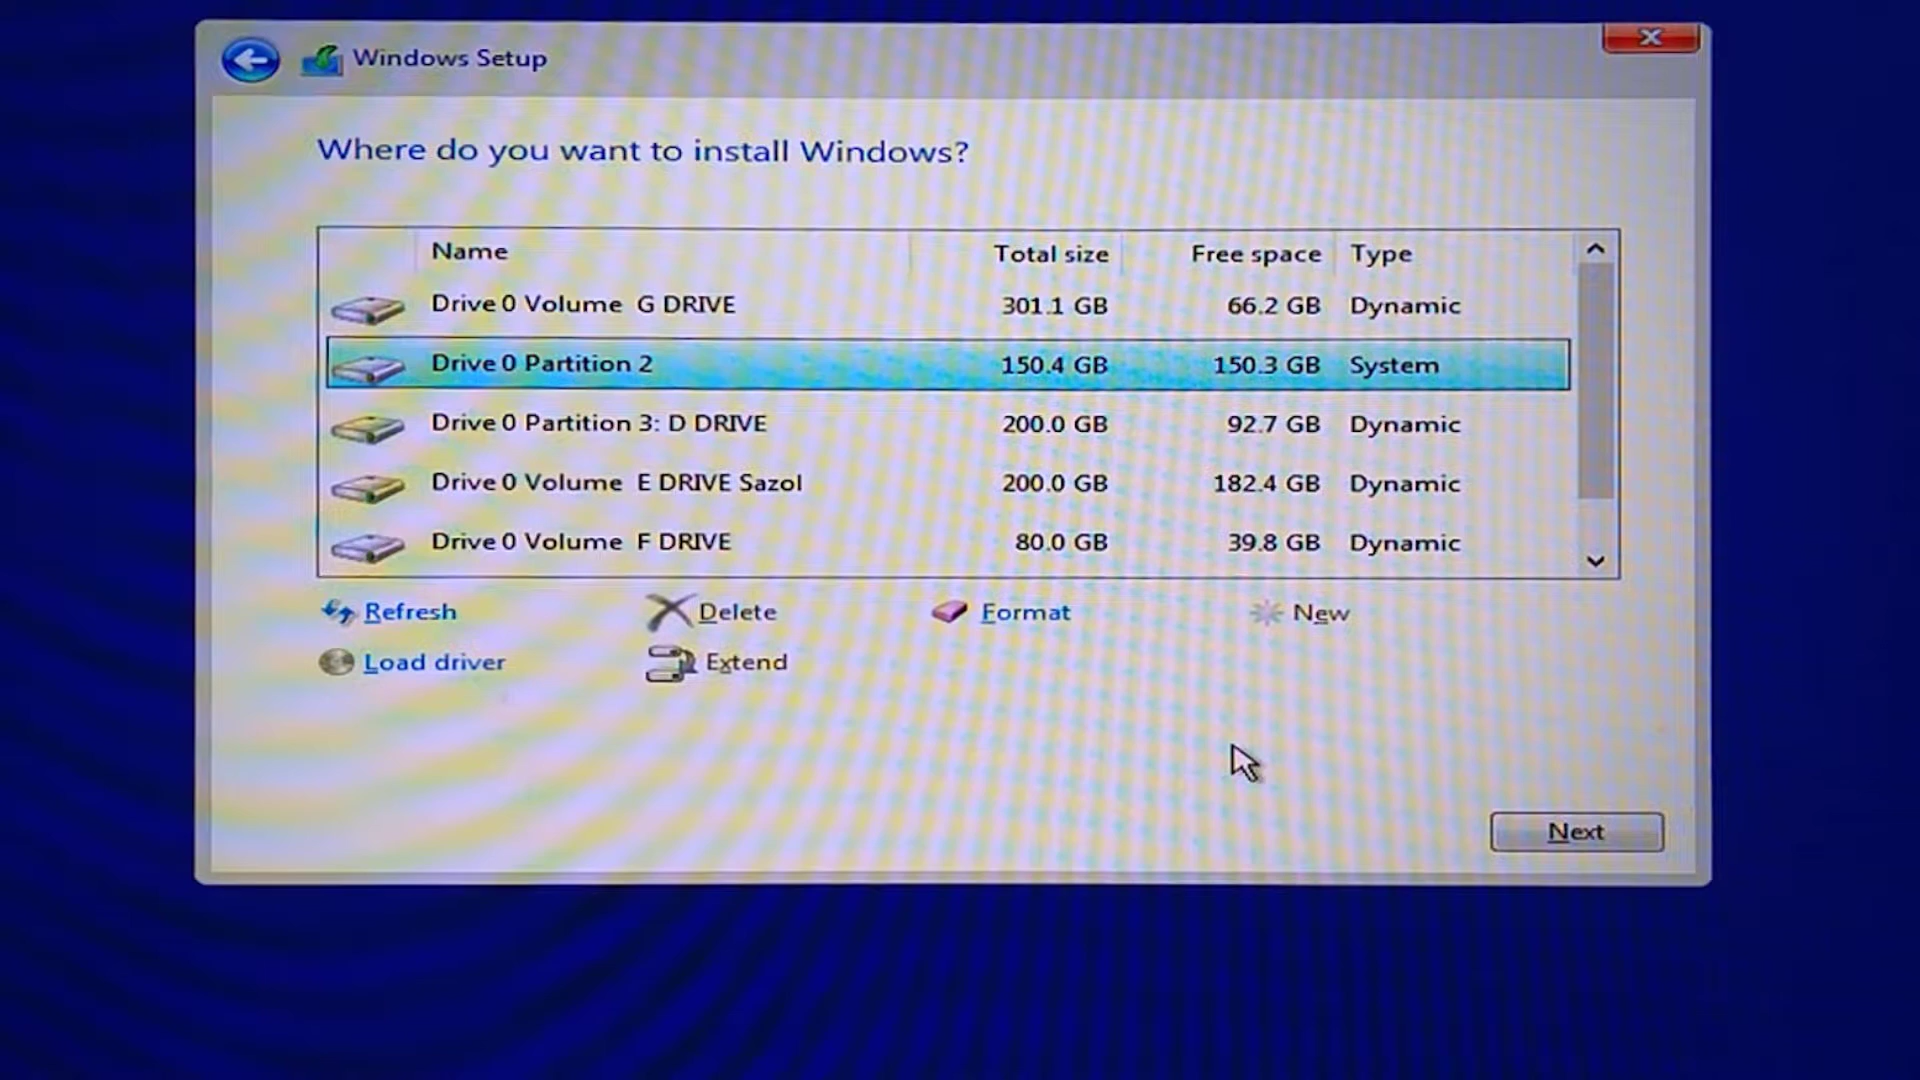 Windows Setup
Where do you want to install Windows?
Name Total size Free space Type
Drive 0 Volume G DRIVE 301.1 GB 66.2 GB Dynamic
Drive 0 Partition 2 150.4 GB 150.3 GB System
Drive 0 Partition 3: D DRIVE 200.0 GB 92.7 GB Dynamic
Drive 0 Volume E DRIVE Sazol 200.0 GB 182.4 GB Dynamic
Drive 0 Volume F DRIVE 80.0 GB 39.8 GB Dynamic
Refresh Delete Format New
Load driver Extend
Next